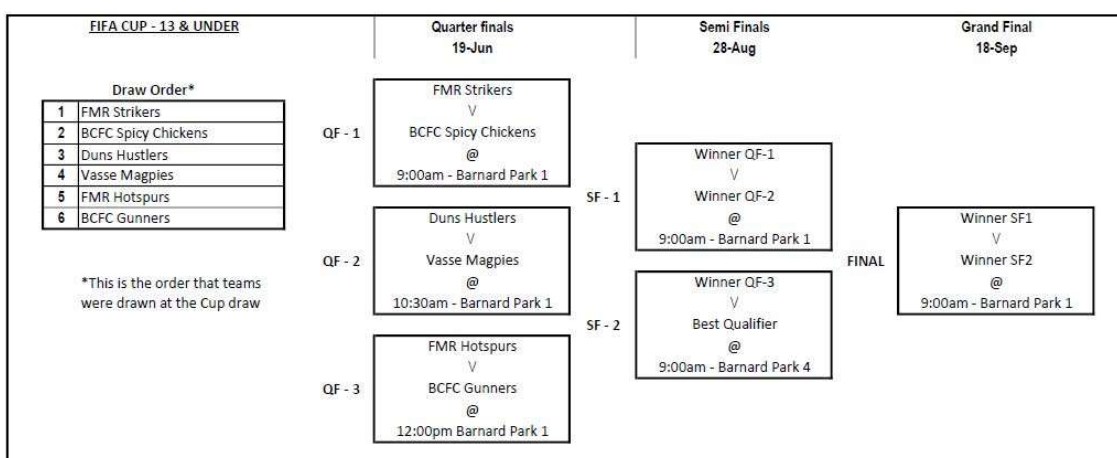 FIFA CUP - 13 & UNDER
Quarter finals
19-Jun
Semi Finals
28-Aug
Grand Final
18-Sep
Draw Order*
1 FMR Strikers
2 BCFC Spicy Chickens
3 Duns Hustlers
4 Vasse Magpies
5 FMR Hotspurs
6 BCFC Gunners
*This is the order that teams
were drawn at the Cup draw
QF - 1
FMR Strikers
V
BCFC Spicy Chickens
@
9:00am - Barnard Park 1
QF - 2
Duns Hustlers
V
Vasse Magpies
@
10:30am - Barnard Park 1
QF - 3
FMR Hotspurs
V
BCFC Gunners
@
12:00pm Barnard Park 1
SF - 1
Winner QF-1
V
Winner QF-2
@
9:00am - Barnard Park 1
SF - 2
Winner QF-3
V
Best Qualifier
@
9:00am - Barnard Park 4
FINAL
Winner SF1
V
Winner SF2
@
9:00am - Barnard Park 1